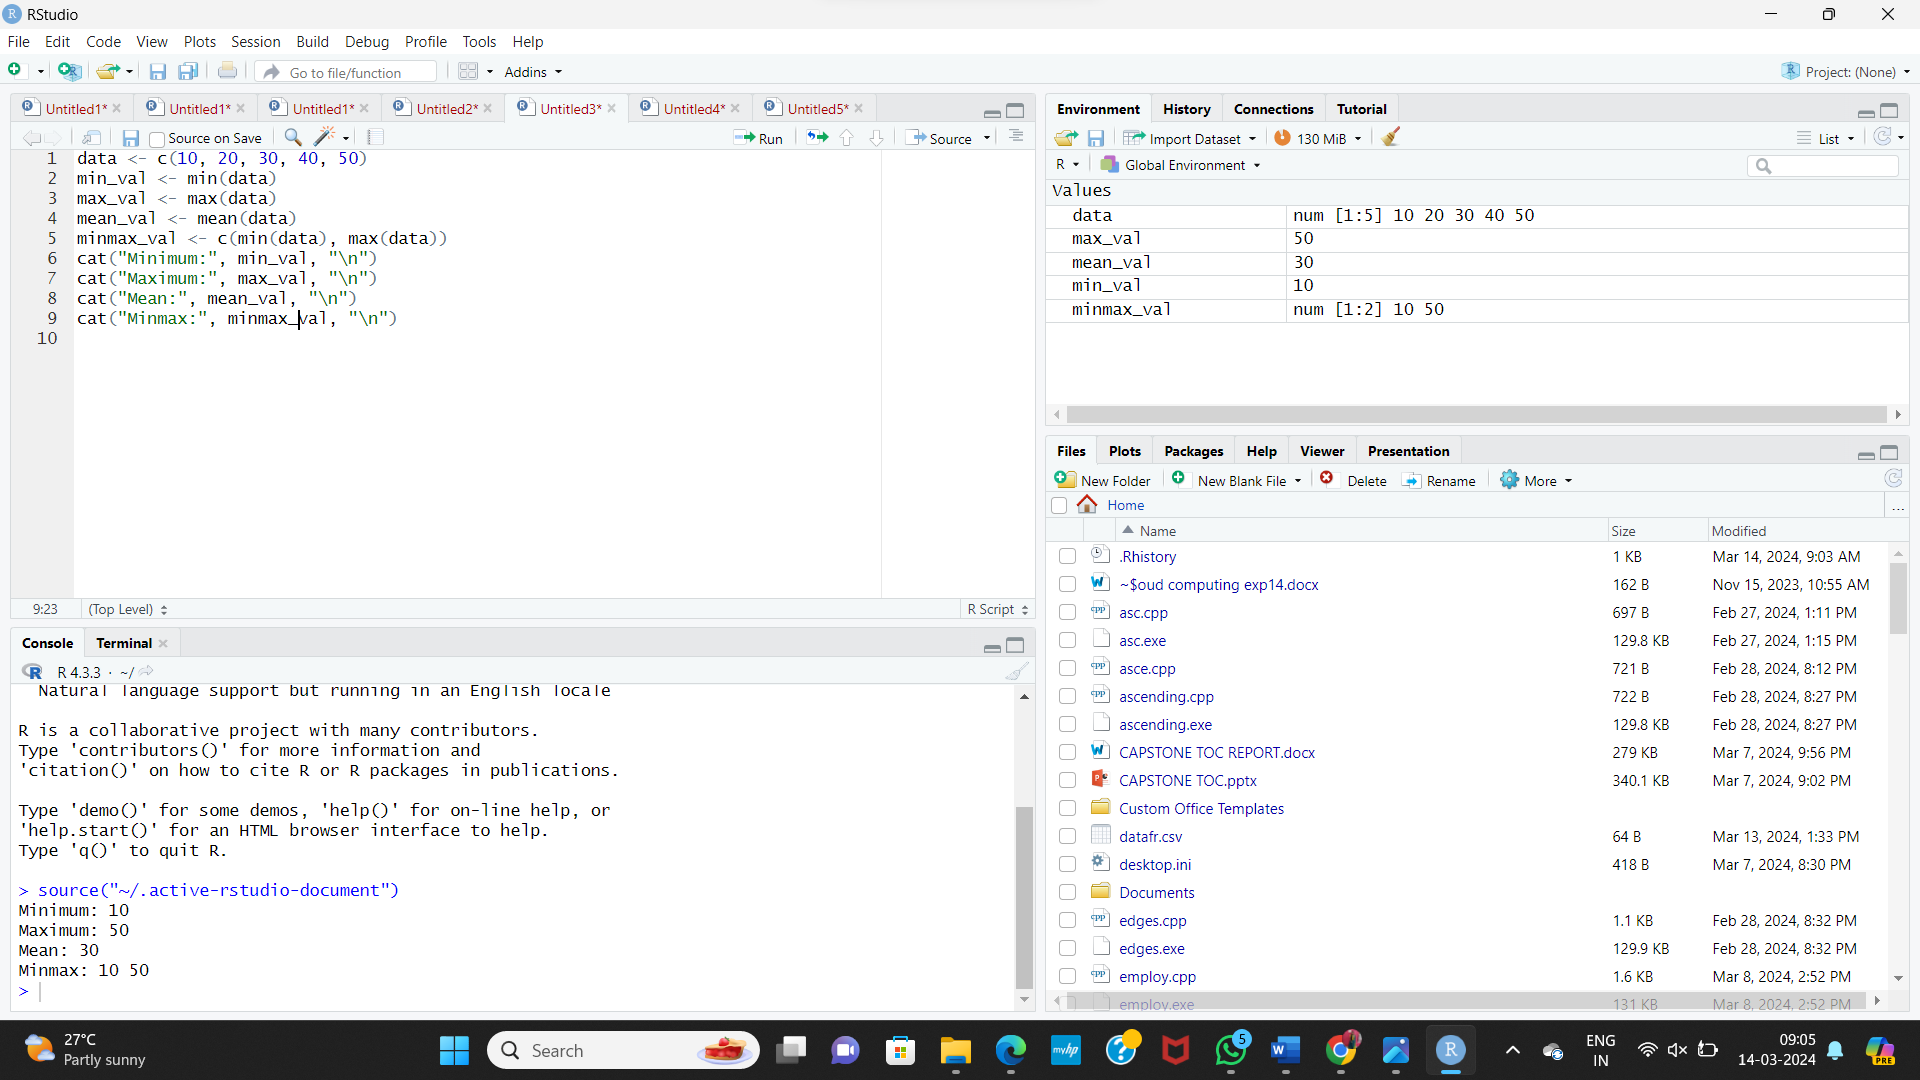 RStudio
File Edit Code View Plots Session Build Debug Profile Tools Help
Go to file/function Addins Project: (None)
Untitled1* Untitled1* Untitled1* Untitled2* Untitled3* Untitled4* Untitled5*
Source on Save Run Source
1 data <- c(10, 20, 30, 40, 50)
2 min_val <- min(data)
3 max_val <- max(data)
4 mean_val <- mean(data)
5 minmax_val <- c(min(data), max(data))
6 cat("Minimum:", min_val, "\n")
7 cat("Maximum:", max_val, "\n")
8 cat("Mean:", mean_val, "\n")
9 cat("Minmax:", minmax_val, "\n")
10
9:23 (Top Level) R Script
Console Terminal
R 4.3.3 · ~/
Natural language support but running in an English locale
R is a collaborative project with many contributors.
Type 'contributors()' for more information and
'citation()' on how to cite R or R packages in publications.
Type 'demo()' for some demos, 'help()' for on-line help, or
'help.start()' for an HTML browser interface to help.
Type 'q()' to quit R.
> source("~/.active-rstudio-document")
Minimum: 10
Maximum: 50
Mean: 30
Minmax: 10 50
>
Environment History Connections Tutorial
Import Dataset 130 MiB List
R Global Environment
Values
data num [1:5] 10 20 30 40 50
max_val 50
mean_val 30
min_val 10
minmax_val num [1:2] 10 50
Files Plots Packages Help Viewer Presentation
New Folder New Blank File Delete Rename More
Home ...
Name Size Modified
.Rhistory 1 KB Mar 14, 2024, 9:03 AM
~$oud computing exp14.docx 162 B Nov 15, 2023, 10:55 AM
asc.cpp 697 B Feb 27, 2024, 1:11 PM
asc.exe 129.8 KB Feb 27, 2024, 1:15 PM
asce.cpp 721 B Feb 28, 2024, 8:12 PM
ascending.cpp 722 B Feb 28, 2024, 8:27 PM
ascending.exe 129.8 KB Feb 28, 2024, 8:27 PM
CAPSTONE TOC REPORT.docx 279 KB Mar 7, 2024, 9:56 PM
CAPSTONE TOC.pptx 340.1 KB Mar 7, 2024, 9:02 PM
Custom Office Templates
datafr.csv 64 B Mar 13, 2024, 1:33 PM
desktop.ini 418 B Mar 7, 2024, 8:30 PM
Documents
edges.cpp 1.1 KB Feb 28, 2024, 8:32 PM
edges.exe 129.9 KB Feb 28, 2024, 8:32 PM
employ.cpp 1.6 KB Mar 8, 2024, 2:52 PM
employ.exe 131 KB Mar 8, 2024, 2:52 PM
27°C
Partly sunny
Search
myhp
5
ENG
IN
09:05
14-03-2024
PRE